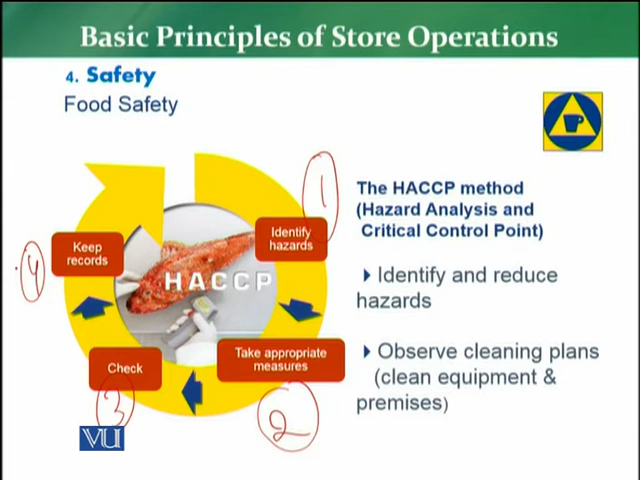 Basic Principles of Store Operations
4. Safety
Food Safety
1
Identify
hazards
Take appropriate
measures
2
Check
3
Keep
records
4
HACCP
The HACCP method
(Hazard Analysis and
Critical Control Point)
Identify and reduce
hazards
Observe cleaning plans
(clean equipment &
premises)
VU